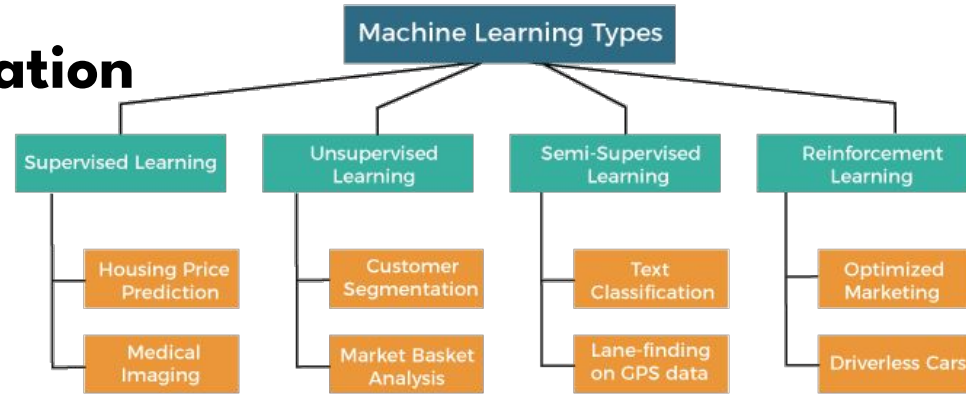 Machine Learning Types
ation
Supervised Learning
Unsupervised
Learning
Semi-Supervised
Learning
Reinforcement
Learning
Housing Price
Prediction
Customer
Segmentation
Text
Classification
Optimized
Marketing
Medical
Imaging
Market Basket
Analysis
Lane-finding
on GPS data
Driverless Cars